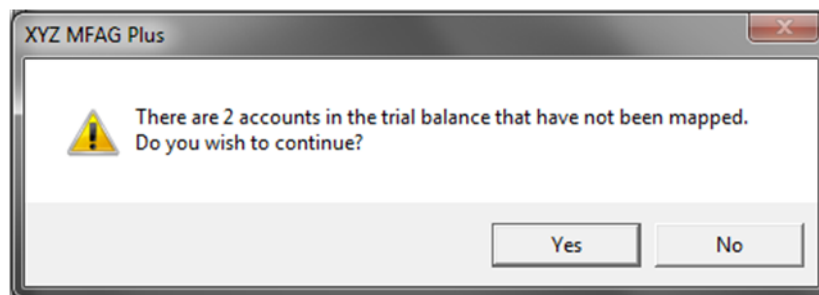 XYZ MFAG Plus
There are 2 accounts in the trial balance that have not been mapped.
Do you wish to continue?
Yes
No